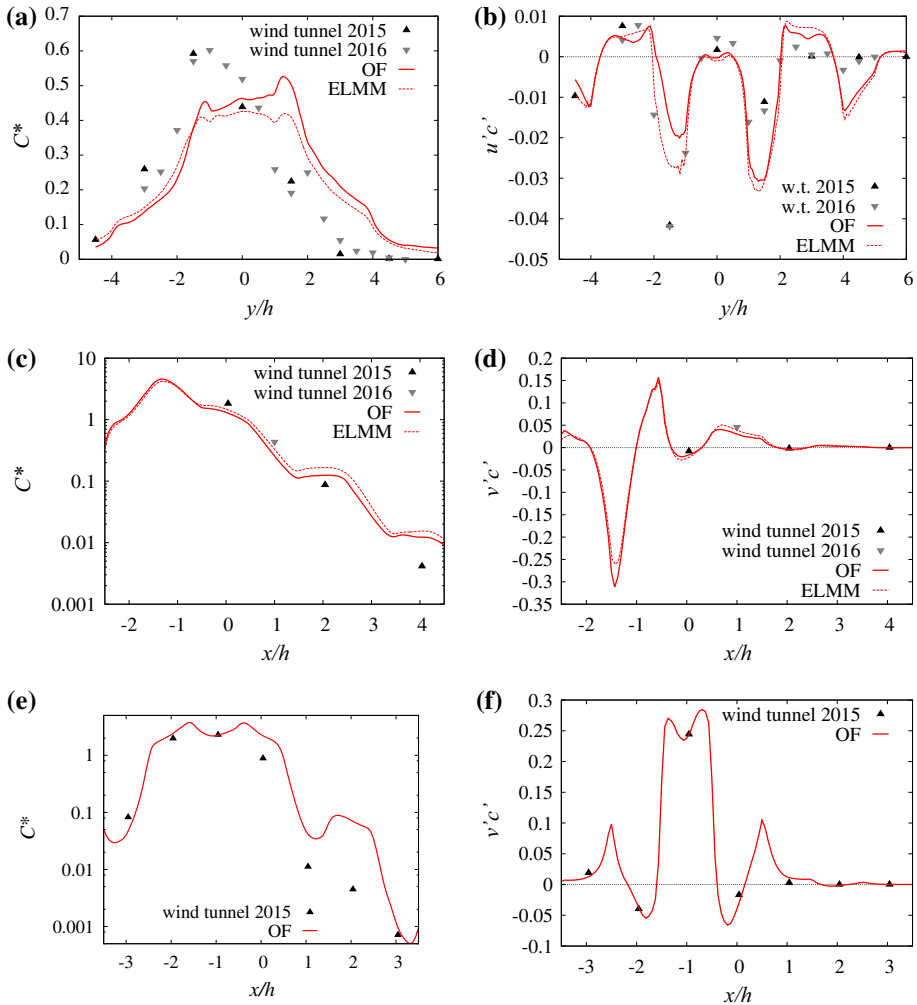 (a)
0.7
0.6
0.5
0.4
0.3
0.2
0.1
0
C*
wind tunnel 2015
wind tunnel 2016
OF
ELMM
-4 -2 0 2 4 6
y/h
(b)
0.01
0
-0.01
-0.02
-0.03
-0.04
-0.05
u'c'
w.t. 2015
w.t. 2016
OF
ELMM
-4 -2 0 2 4 6
y/h
(c)
10
1
0.1
0.01
0.001
C*
wind tunnel 2015
wind tunnel 2016
OF
ELMM
-2 -1 0 1 2 3 4
x/h
(d)
0.2
0.15
0.1
0.05
0
-0.05
-0.1
-0.15
-0.2
-0.25
-0.3
-0.35
v'c'
wind tunnel 2015
wind tunnel 2016
OF
ELMM
-2 -1 0 1 2 3 4
x/h
(e)
1
0.1
0.01
0.001
C*
wind tunnel 2015
OF
-3 -2 -1 0 1 2 3
x/h
(f)
0.3
0.25
0.2
0.15
0.1
0.05
0
-0.05
-0.1
v'c'
wind tunnel 2015
OF
-3 -2 -1 0 1 2 3
x/h